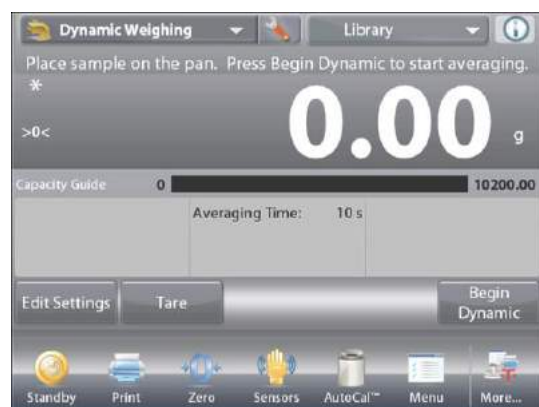 Dynamic Weighing Library
Place sample on the pan. Press Begin Dynamic to start averaging.
*
>0< 0.00 g
Capacity Guide 0 10200.00
Averaging Time: 10 s
Edit Settings Tare Begin Dynamic
Standby Print Zero Sensors AutoCal™ Menu More...